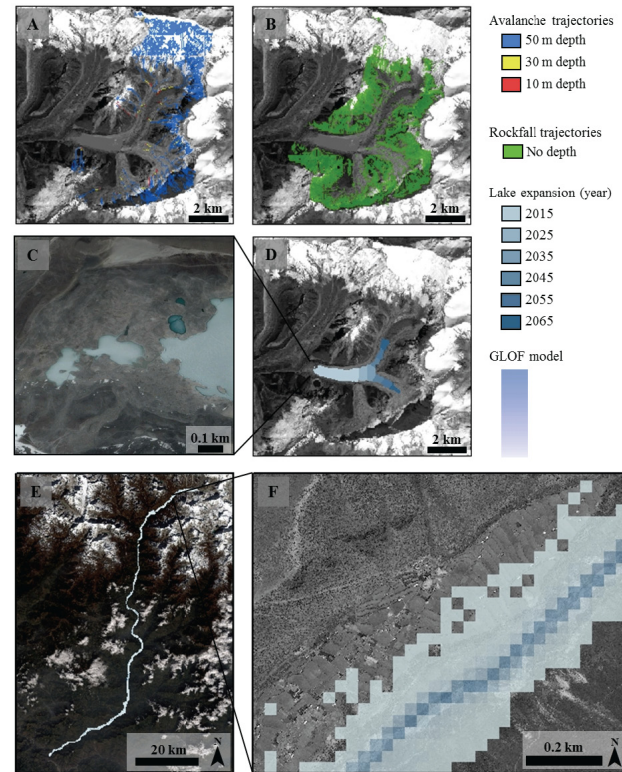 A
B
2 km
2 km
Avalanche trajectories
50 m depth
30 m depth
10 m depth
Rockfall trajectories
No depth
Lake expansion (year)
2015
2025
2035
2045
2055
2065
GLOF model
C
D
0.1 km
2 km
E
F
20 km
N
0.2 km
N